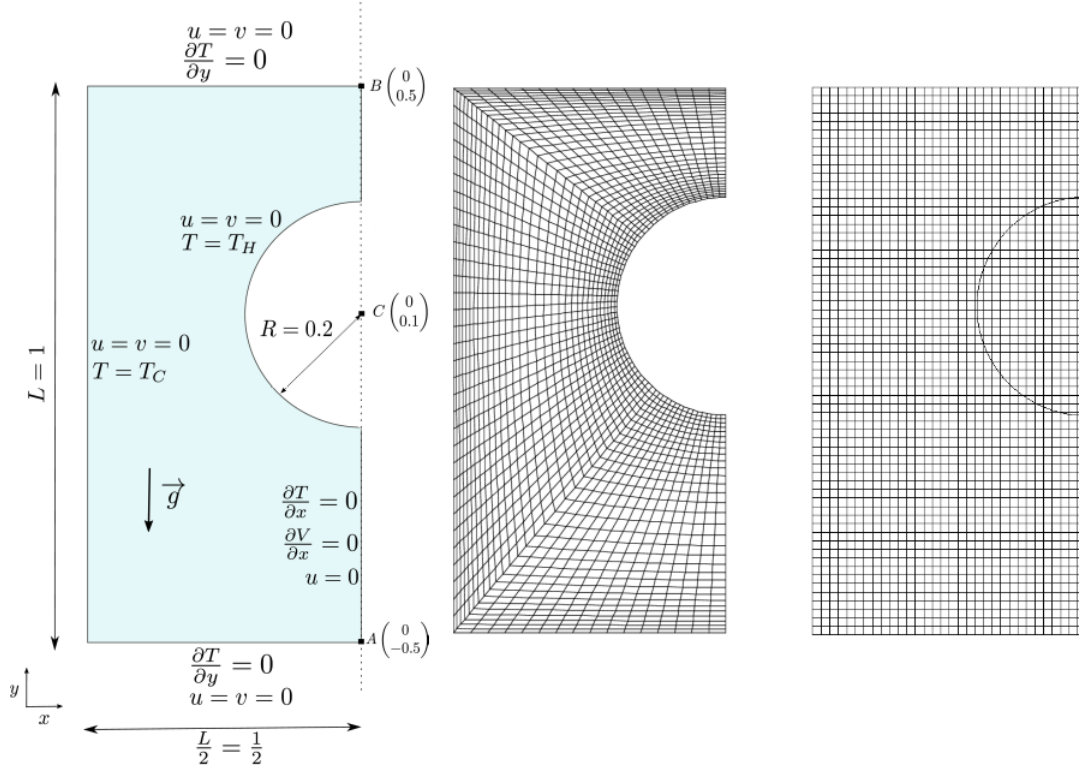 u = v = 0
∂T/∂y = 0
B (0 0.5)
u = v = 0
T = T_H
C (0 0.1)
R = 0.2
u = v = 0
T = T_C
L = 1
g⃗
∂T/∂x = 0
∂V/∂x = 0
u = 0
A (0 −0.5)
∂T/∂y = 0
u = v = 0
y
x
L/2 = 1/2